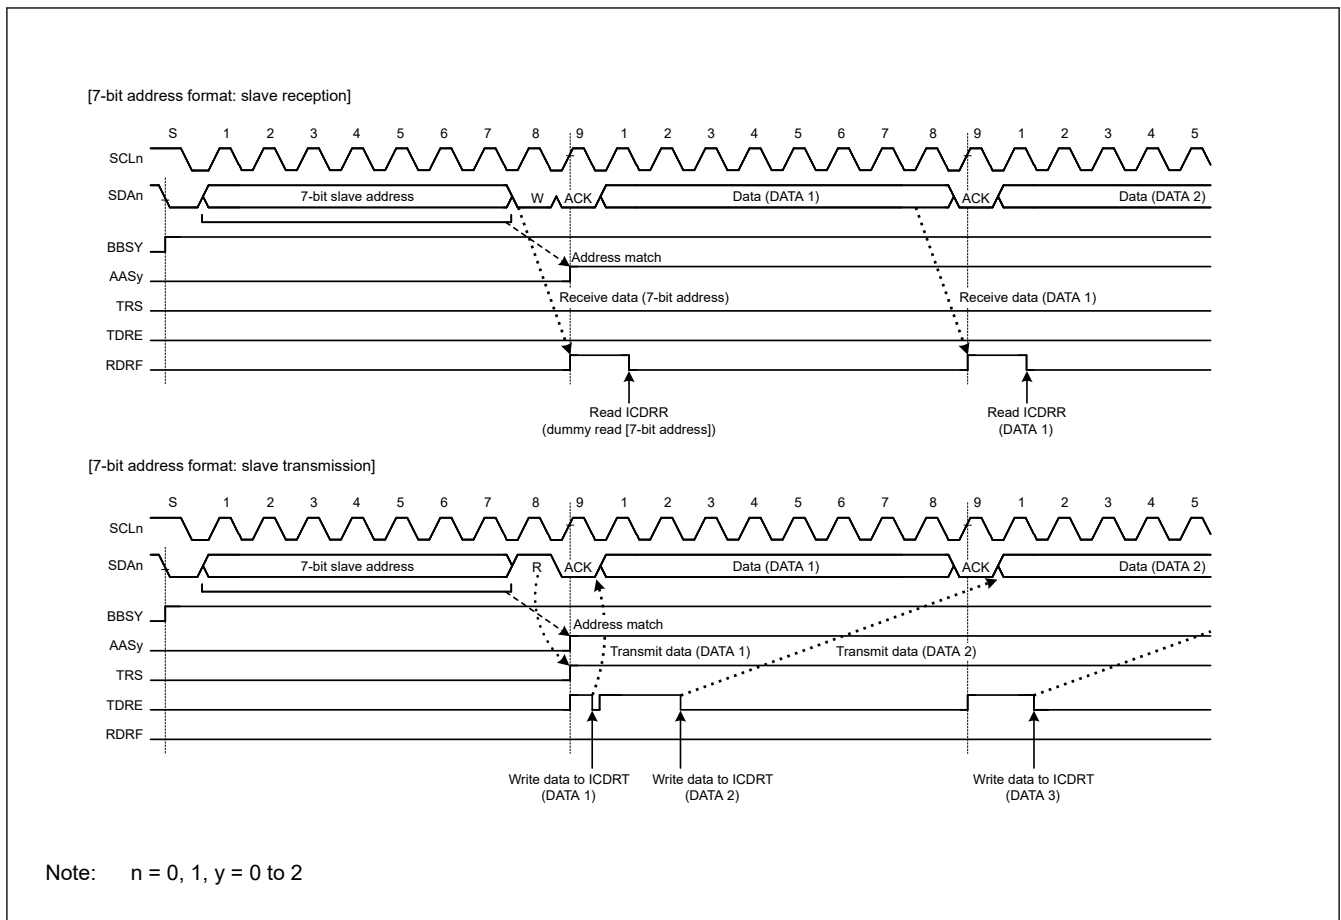 [7-bit address format: slave reception]
S 1 2 3 4 5 6 7 8 9 1 2 3 4 5 6 7 8 9 1 2 3 4 5
SCLn
SDAn 7-bit slave address W ACK Data (DATA 1) ACK Data (DATA 2)
BBSY
Address match
AASy
TRS Receive data (7-bit address) Receive data (DATA 1)
TDRE
RDRF
Read ICDRR Read ICDRR
(dummy read [7-bit address]) (DATA 1)
[7-bit address format: slave transmission]
S 1 2 3 4 5 6 7 8 9 1 2 3 4 5 6 7 8 9 1 2 3 4 5
SCLn
SDAn 7-bit slave address R ACK Data (DATA 1) ACK Data (DATA 2)
BBSY
Address match
AASy
Transmit data (DATA 1) Transmit data (DATA 2)
TRS
TDRE
RDRF
Write data to ICDRT Write data to ICDRT Write data to ICDRT
(DATA 1) (DATA 2) (DATA 3)
Note: n = 0, 1, y = 0 to 2